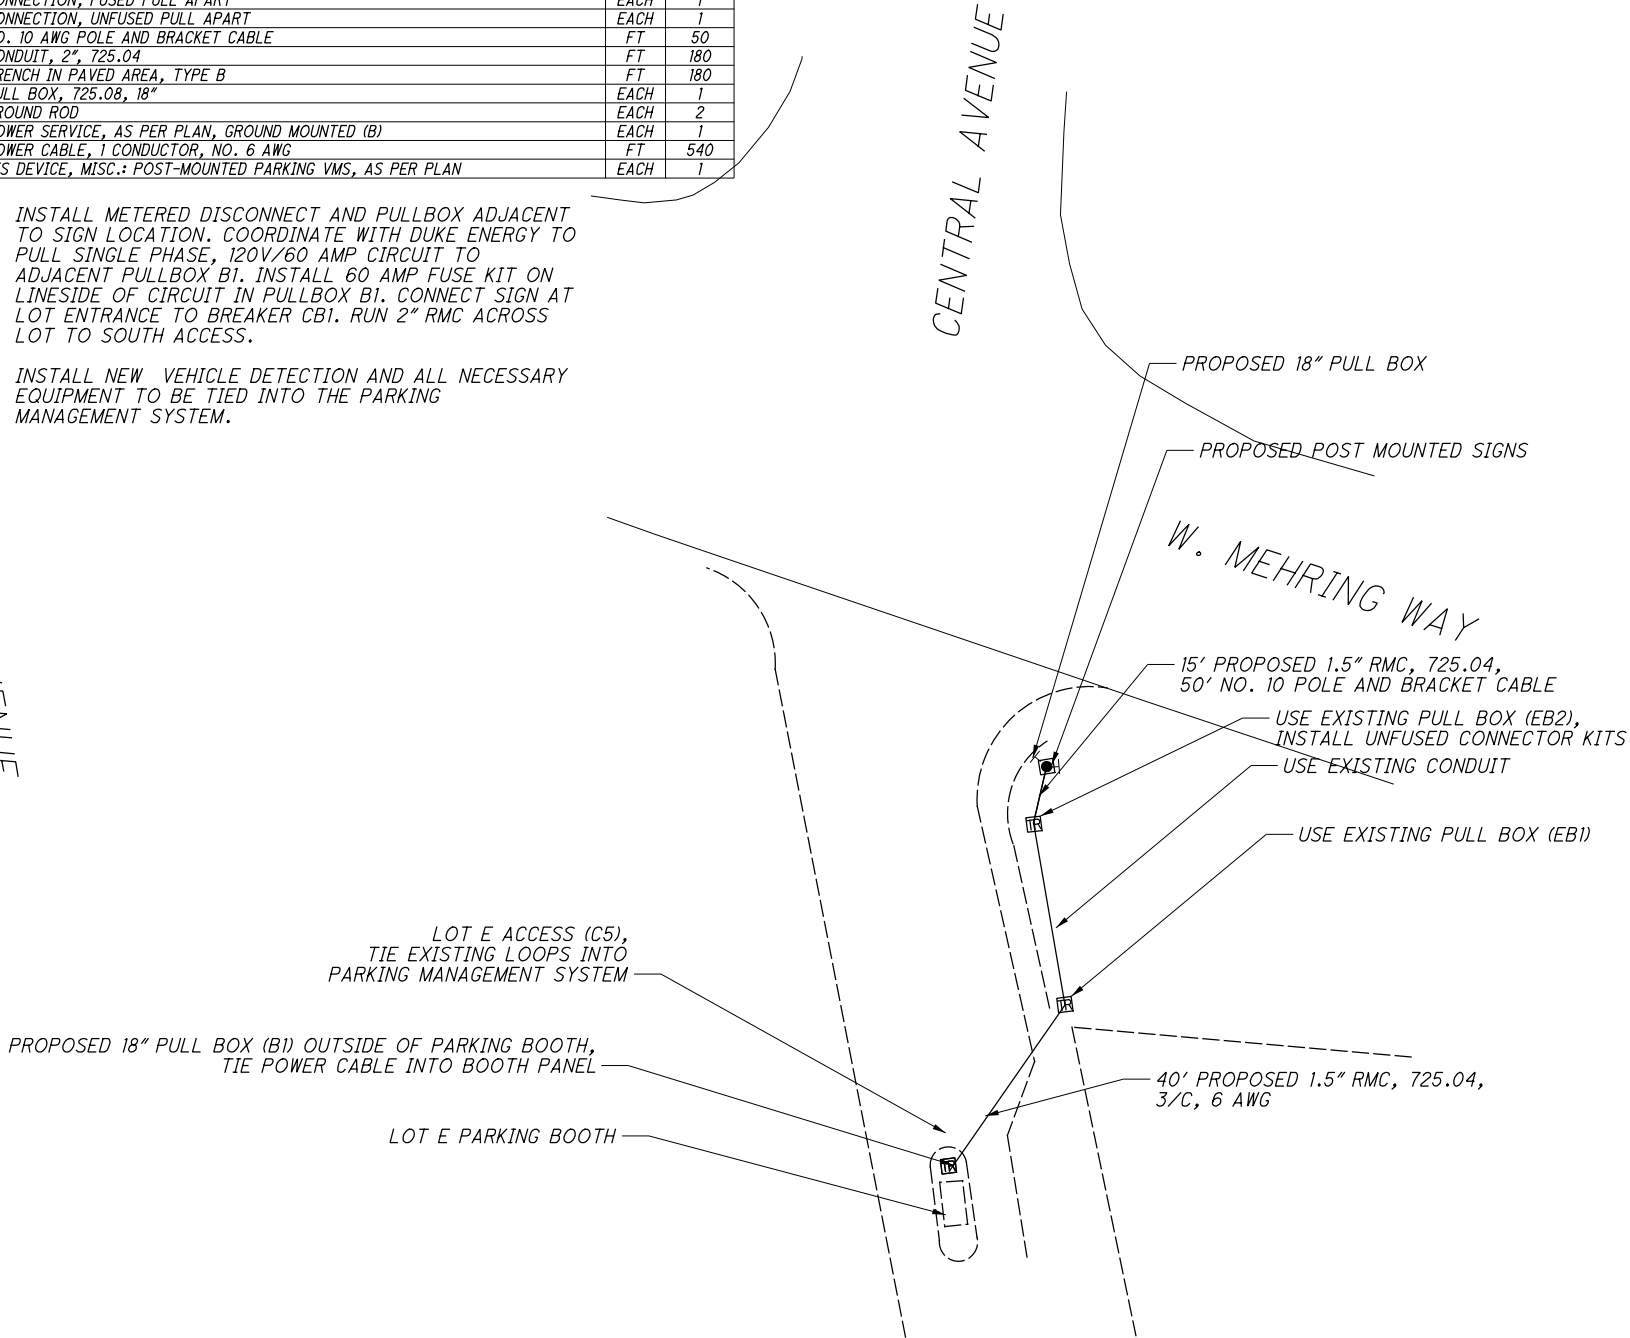 EACH 1
CONNECTION, UNFUSED PULL APART EACH 1
NO. 10 AWG POLE AND BRACKET CABLE FT 50
CONDUIT, 2", 725.04 FT 180
TRENCH IN PAVED AREA, TYPE B FT 180
PULL BOX, 725.08, 18" EACH 1
GROUND ROD EACH 2
POWER SERVICE, AS PER PLAN, GROUND MOUNTED (B) EACH 1
POWER CABLE, 1 CONDUCTOR, NO. 6 AWG FT 540
DEVICE, MISC.: POST-MOUNTED PARKING VMS, AS PER PLAN EACH 1
INSTALL METERED DISCONNECT AND PULLBOX ADJACENT
TO SIGN LOCATION. COORDINATE WITH DUKE ENERGY TO
PULL SINGLE PHASE, 120V/60 AMP CIRCUIT TO
ADJACENT PULLBOX B1. INSTALL 60 AMP FUSE KIT ON
LINESIDE OF CIRCUIT IN PULLBOX B1. CONNECT SIGN AT
LOT ENTRANCE TO BREAKER CB1. RUN 2" RMC ACROSS
LOT TO SOUTH ACCESS.
INSTALL NEW VEHICLE DETECTION AND ALL NECESSARY
EQUIPMENT TO BE TIED INTO THE PARKING
MANAGEMENT SYSTEM.
CENTRAL AVENUE
PROPOSED 18" PULL BOX
PROPOSED POST MOUNTED SIGNS
W. MEHRING WAY
15' PROPOSED 1.5" RMC, 725.04,
50' NO. 10 POLE AND BRACKET CABLE
USE EXISTING PULL BOX (EB2),
INSTALL UNFUSED CONNECTOR KITS
USE EXISTING CONDUIT
TR
USE EXISTING PULL BOX (EB1)
LOT E ACCESS (C5),
TIE EXISTING LOOPS INTO
PARKING MANAGEMENT SYSTEM
TR
PROPOSED 18" PULL BOX (B1) OUTSIDE OF PARKING BOOTH,
TIE POWER CABLE INTO BOOTH PANEL
40' PROPOSED 1.5" RMC, 725.04,
3/C, 6 AWG
LOT E PARKING BOOTH